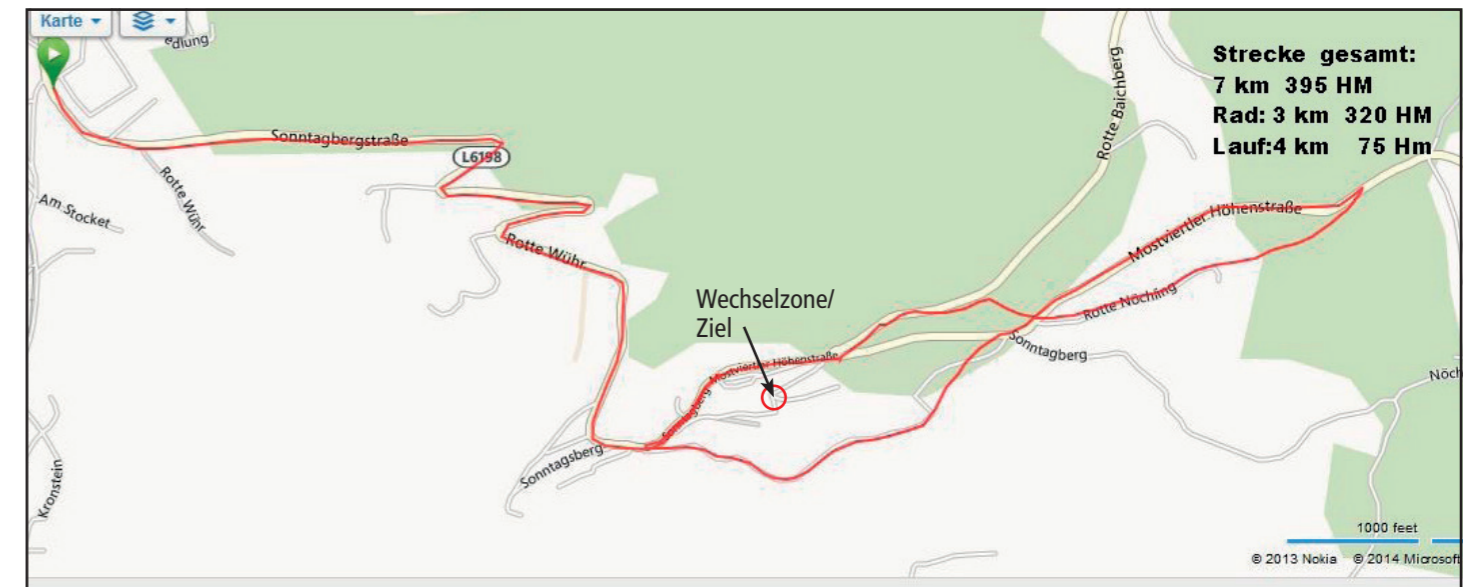 Karte
edlung
Strecke gesamt:
7 km 395 HM
Rad: 3 km 320 HM
Lauf:4 km 75 Hm
Rotte Baichberg
Sonntagbergstraße
L6198
Rotte Wühr
Am Stocket
Mostviertler Höhenstraße
Rotte Wühr
Wechselzone/
Ziel
Rotte Nöchling
Sonntagberg
Mostviertler Höhenstraße
Nöch
Sonntagberg
Sonntagsberg
Kronstein
1000 feet
© 2013 Nokia © 2014 Microsoft